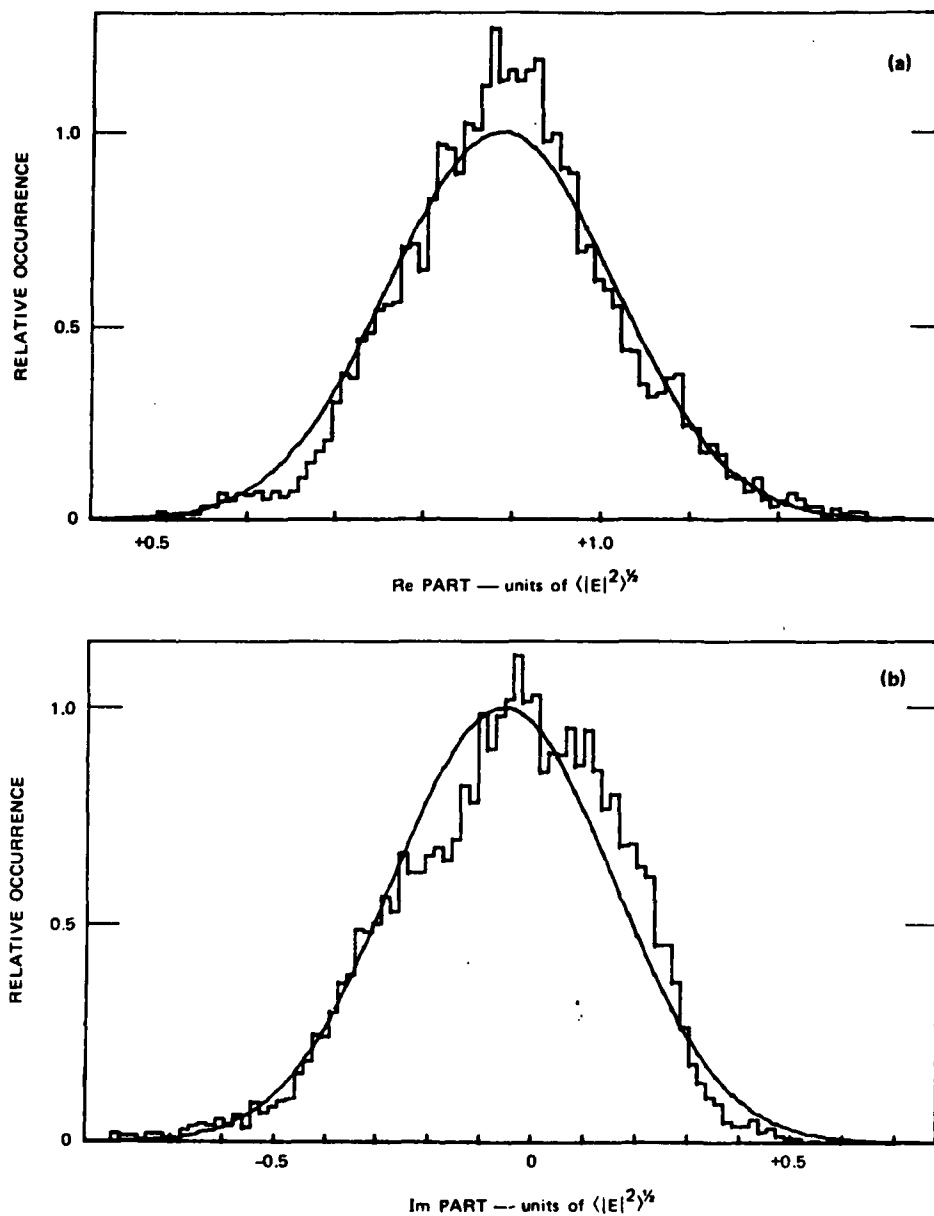 (a)
RELATIVE OCCURRENCE
1.0
0.5
0
+0.5
+1.0
Re PART — units of ⟨|E|²⟩^½
(b)
RELATIVE OCCURRENCE
1.0
0.5
0
-0.5
0
+0.5
Im PART –- units of ⟨|E|²⟩^½